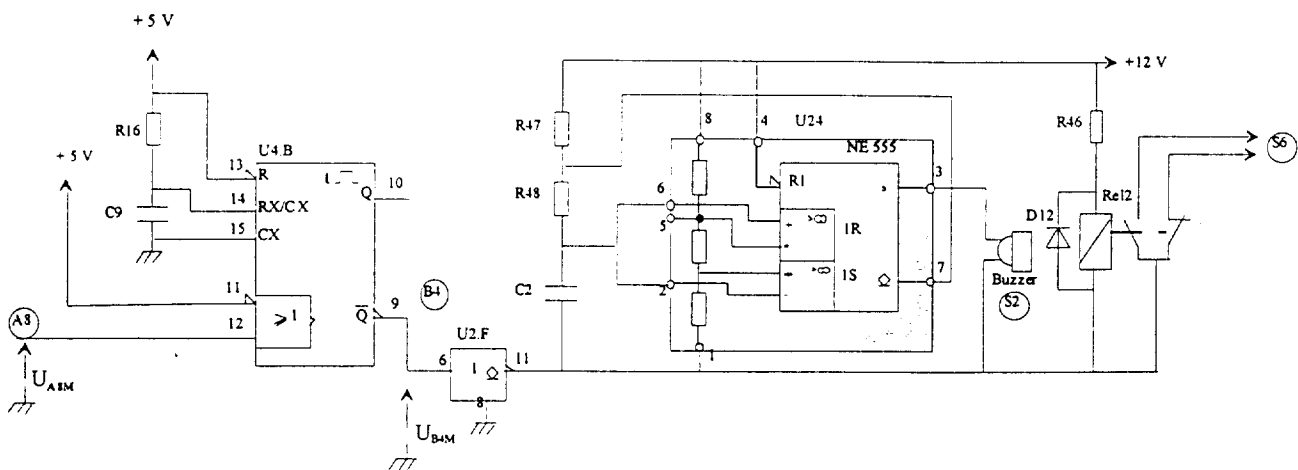 + 5 V
+ 5 V
R16
C9
U4.B
13
R
14
RX/CX
15
CX
1
Q
10
11
12
≥ 1
Q
9
B4
A8
U A8M
U B4M
U2.F
6
1
8
11
+12 V
R47
R48
C2
8
4
U24
NE 555
R1
6
5
2
1R
1S
3
7
1
Buzzer
S2
D12
R46
Rel2
S6